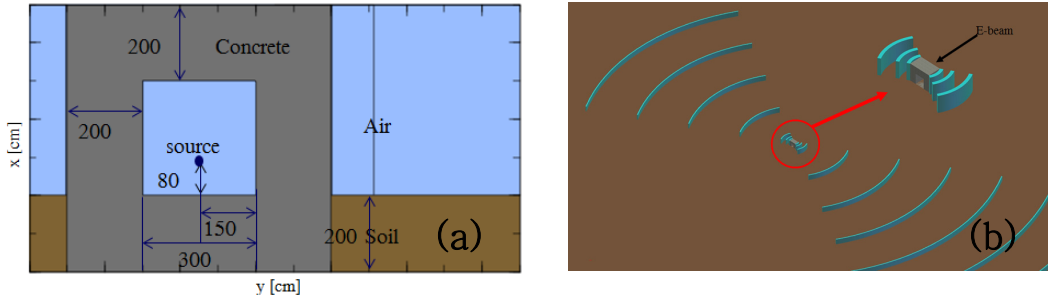 200
Concrete
200
source
Air
80
150
200 Soil
300
x [cm]
y [cm]
(a)
E-beam
(b)